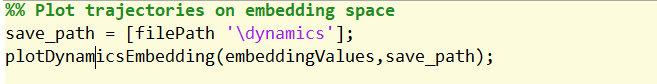 %% Plot trajectories on embedding space
save_path = [filePath '\dynamics'];
plotDynamicsEmbedding(embeddingValues,save_path);